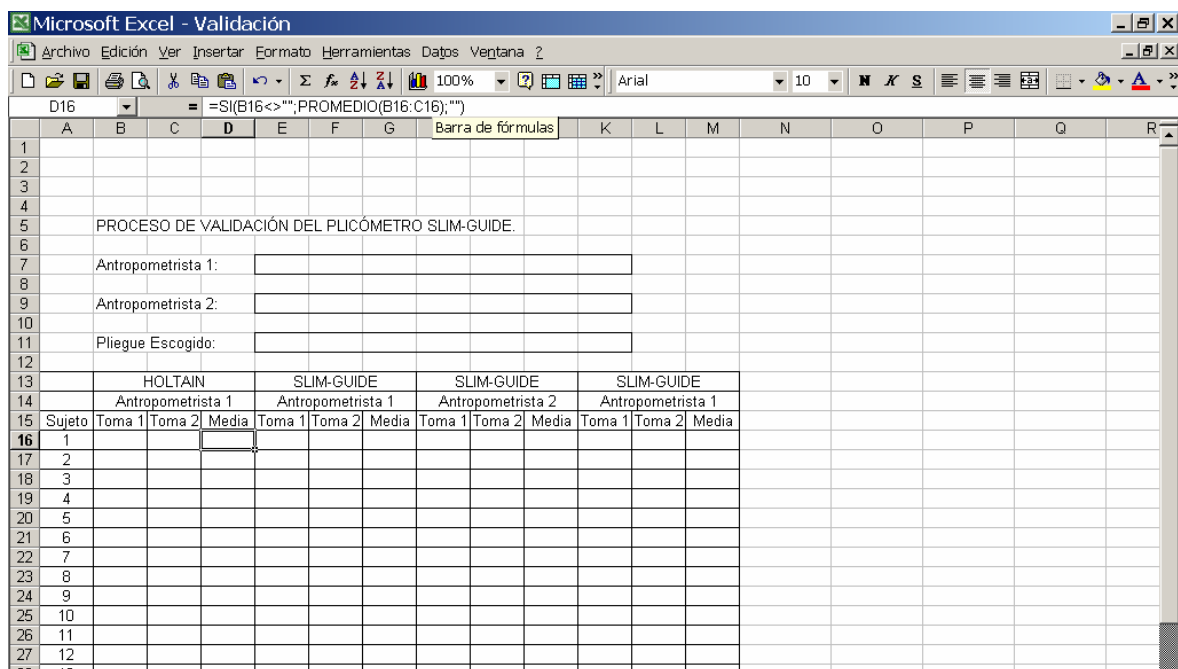 Microsoft Excel - Validación
Archivo Edición Ver Insertar Formato Herramientas Datos Ventana ?
Σ fx 100% Arial 10 N K S A
D16 = =SI(B16<>"";PROMEDIO(B16:C16);"")
Barra de fórmulas
A B C D E F G K L M N O P Q R
1
2
3
4
5 PROCESO DE VALIDACIÓN DEL PLICÓMETRO SLIM-GUIDE.
6
7 Antropometrista 1:
8
9 Antropometrista 2:
10
11 Pliegue Escogido:
12
13 HOLTAIN SLIM-GUIDE SLIM-GUIDE SLIM-GUIDE
14 Antropometrista 1 Antropometrista 1 Antropometrista 2 Antropometrista 1
15 Sujeto Toma 1 Toma 2 Media Toma 1 Toma 2 Media Toma 1 Toma 2 Media Toma 1 Toma 2 Media
16 1
17 2
18 3
19 4
20 5
21 6
22 7
23 8
24 9
25 10
26 11
27 12